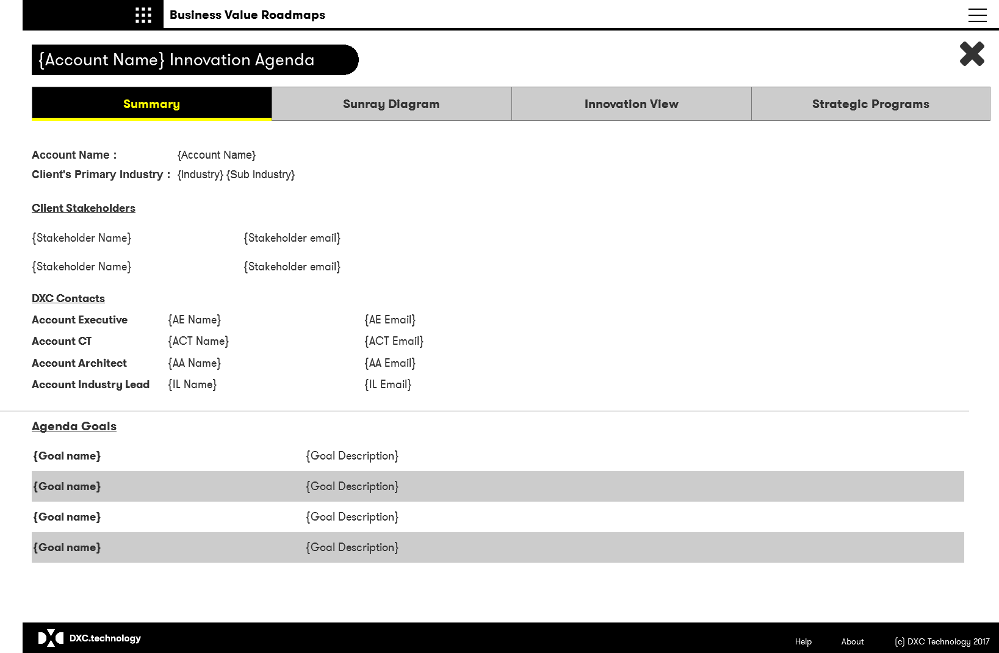 Business Value Roadmaps
{Account Name} Innovation Agenda
Summary Sunray Diagram Innovation View Strategic Programs
Account Name : {Account Name}
Client's Primary Industry : {Industry} {Sub Industry}
Client Stakeholders
{Stakeholder Name} {Stakeholder email}
{Stakeholder Name} {Stakeholder email}
DXC Contacts
Account Executive {AE Name} {AE Email}
Account CT {ACT Name} {ACT Email}
Account Architect {AA Name} {AA Email}
Account Industry Lead {IL Name} {IL Email}
Agenda Goals
{Goal name} {Goal Description}
{Goal name} {Goal Description}
{Goal name} {Goal Description}
{Goal name} {Goal Description}
DXC.technology Help About (c) DXC Technology 2017